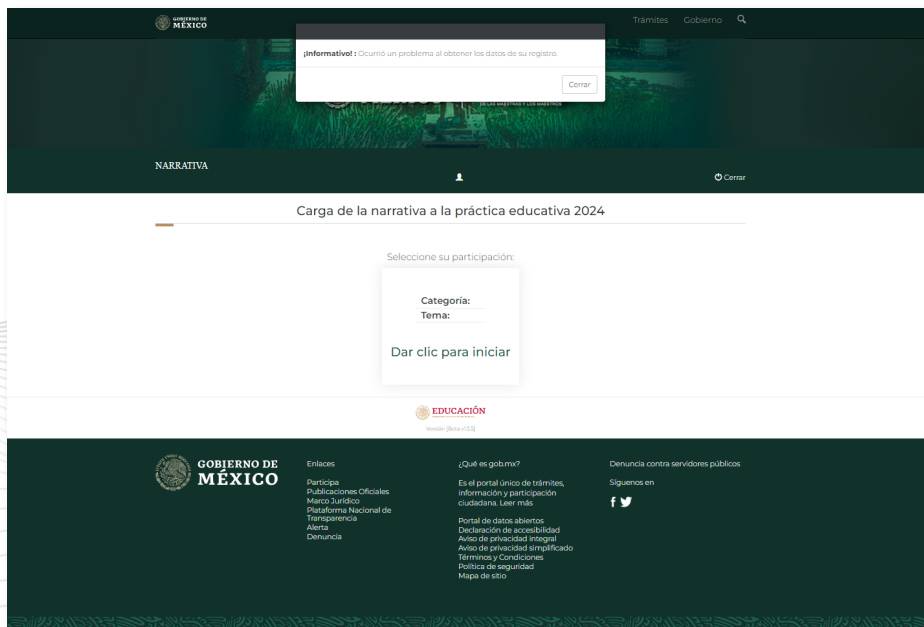 GOBIERNO DE
MÉXICO
Trámites Gobierno
¡Informativo! : Ocurrió un problema al obtener los datos de su registro.
Cerrar
DE LAS MAESTRAS Y LOS MAESTROS
NARRATIVA
Cerrar
Carga de la narrativa a la práctica educativa 2024
Seleccione su participación:
Categoría:
Tema:
Dar clic para iniciar
EDUCACIÓN
Versión [Beta v1.5.5]
GOBIERNO DE
MÉXICO
Enlaces
Participa
Publicaciones Oficiales
Marco Jurídico
Plataforma Nacional de
Transparencia
Alerta
Denuncia
¿Qué es gob.mx?
Es el portal único de trámites,
información y participación
ciudadana. Leer más
Portal de datos abiertos
Declaración de accesibilidad
Aviso de privacidad integral
Aviso de privacidad simplificado
Términos y Condiciones
Política de seguridad
Mapa de sitio
Denuncia contra servidores públicos
Síguenos en